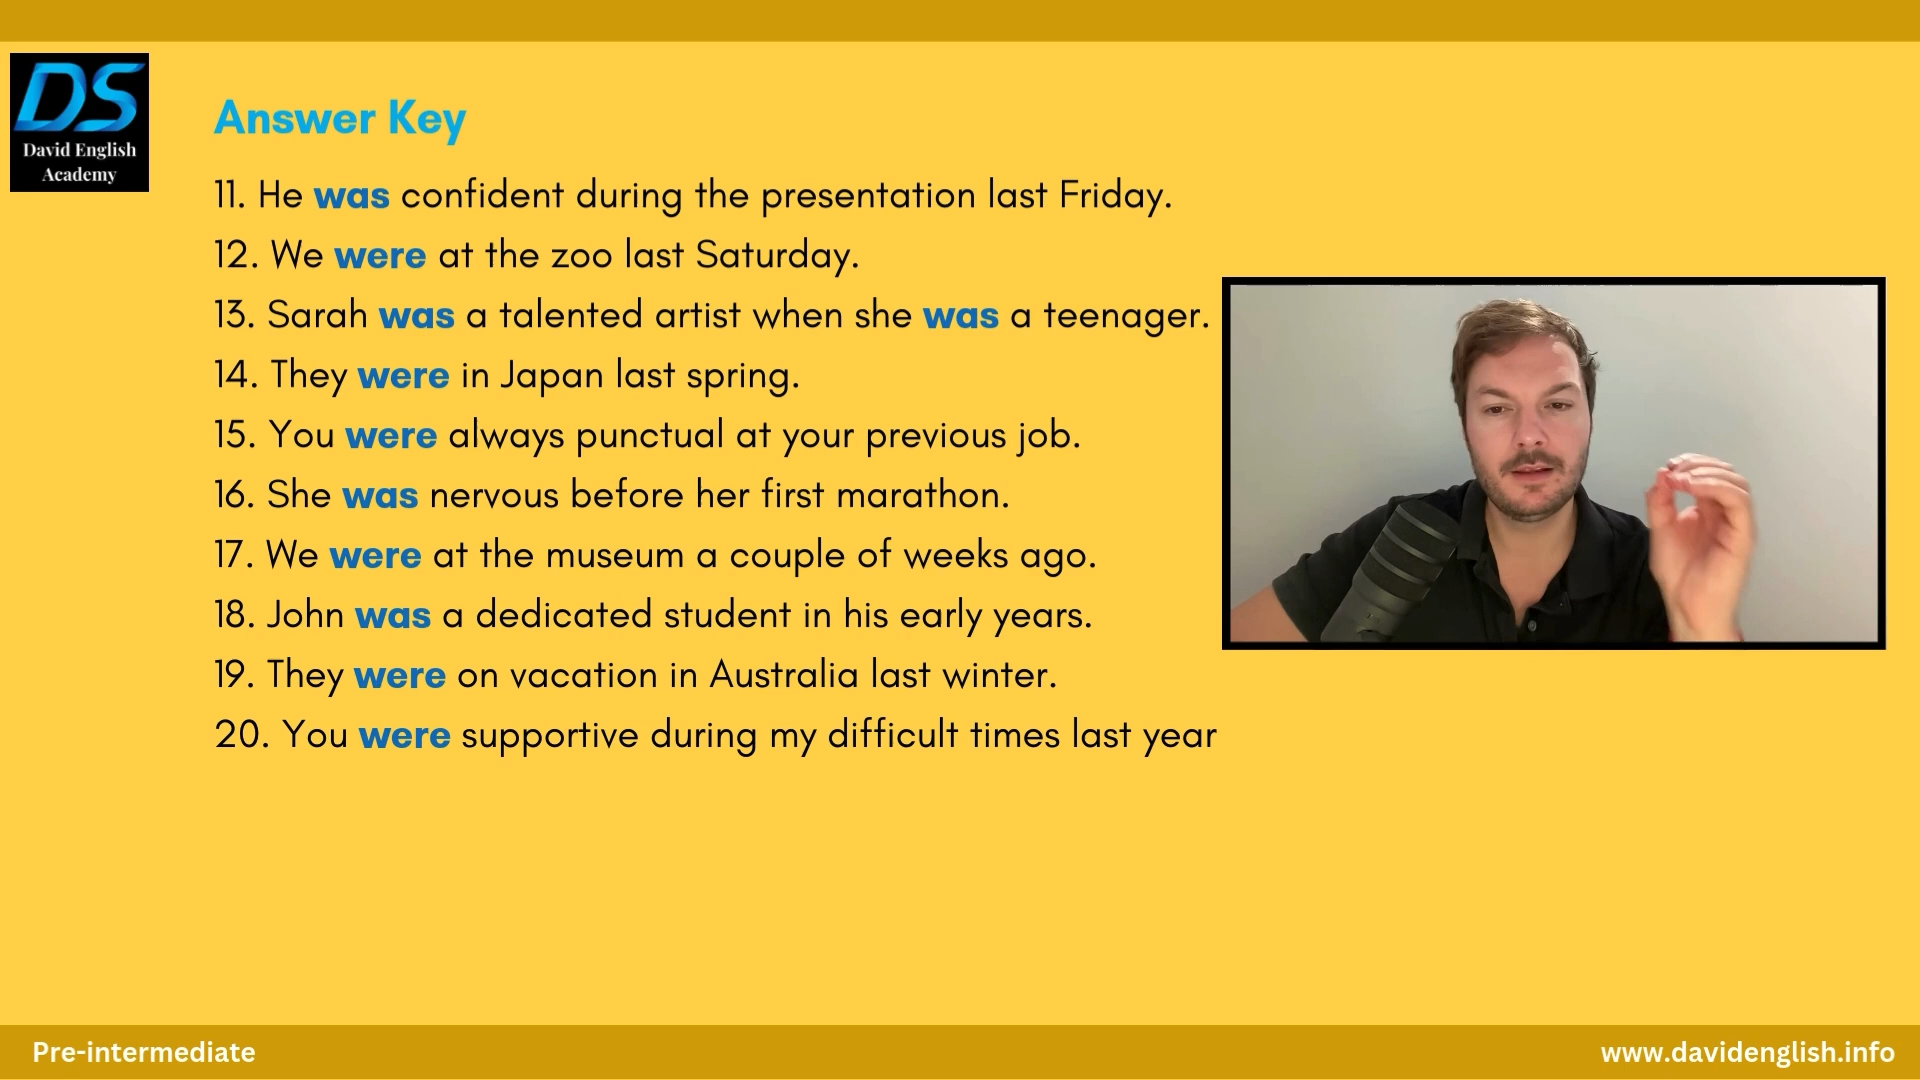 DS
David English
Academy
Answer Key
11. He was confident during the presentation last Friday.
12. We were at the zoo last Saturday.
13. Sarah was a talented artist when she was a teenager.
14. They were in Japan last spring.
15. You were always punctual at your previous job.
16. She was nervous before her first marathon.
17. We were at the museum a couple of weeks ago.
18. John was a dedicated student in his early years.
19. They were on vacation in Australia last winter.
20. You were supportive during my difficult times last year
Pre-intermediate
www.davidenglish.info